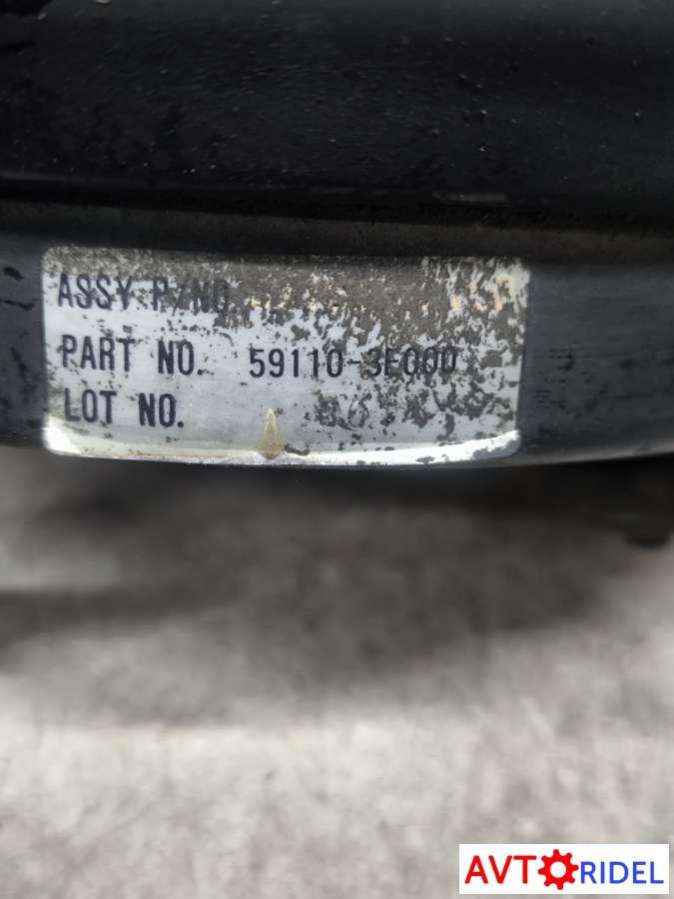 ASSY P/NO.
PART NO. 59110-3E000
LOT NO.
AVTORIDEL